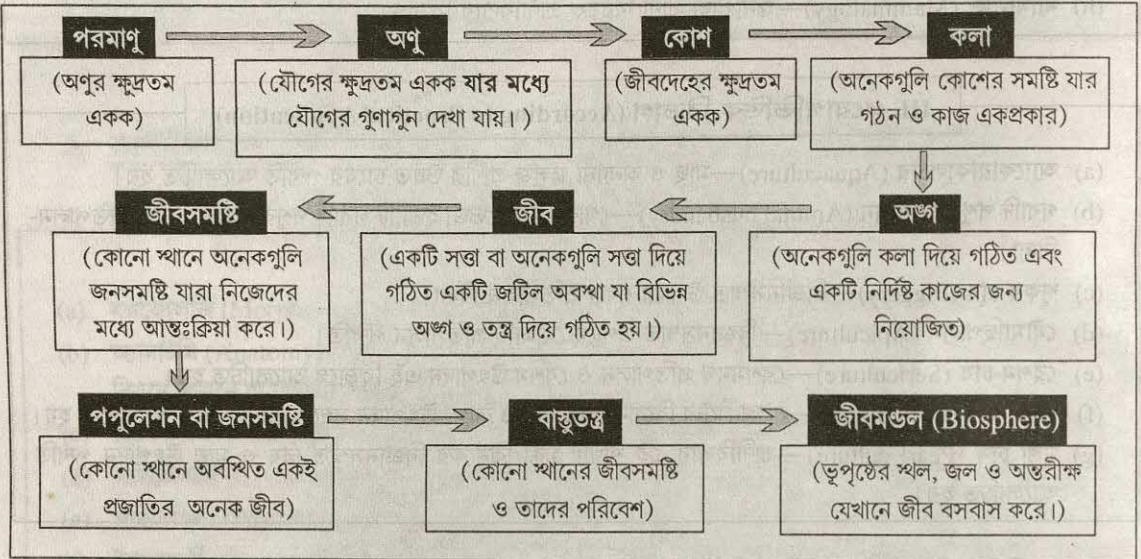 পরমাণু
অণু
কোশ
কলা
(অণুর ক্ষুদ্রতম
একক)
(যৌগের ক্ষুদ্রতম একক যার মধ্যে
যৌগের গুণাগুন দেখা যায়।)
(জীবদেহের ক্ষুদ্রতম
একক)
(অনেকগুলি কোশের সমষ্টি যার
গঠন ও কাজ একপ্রকার)
জীবসমষ্টি
জীব
অঙ্গ
(কোনো স্থানে অনেকগুলি
জনসমষ্টি যারা নিজেদের
মধ্যে আন্তঃক্রিয়া করে।)
(একটি সত্তা বা অনেকগুলি সত্তা দিয়ে
গঠিত একটি জটিল অবস্থা যা বিভিন্ন
অঙ্গ ও তন্ত্র দিয়ে গঠিত হয়।)
(অনেকগুলি কলা দিয়ে গঠিত এবং
একটি নির্দিষ্ট কাজের জন্য
নিয়োজিত)
পপুলেশন বা জনসমষ্টি
বাস্তুতন্ত্র
জীবমণ্ডল (Biosphere)
(কোনো স্থানে অবস্থিত একই
প্রজাতির অনেক জীব)
(কোনো স্থানের জীবসমষ্টি
ও তাদের পরিবেশ)
(ভূপৃষ্ঠের স্থল, জল ও অন্তরীক্ষ
যেখানে জীব বসবাস করে।)